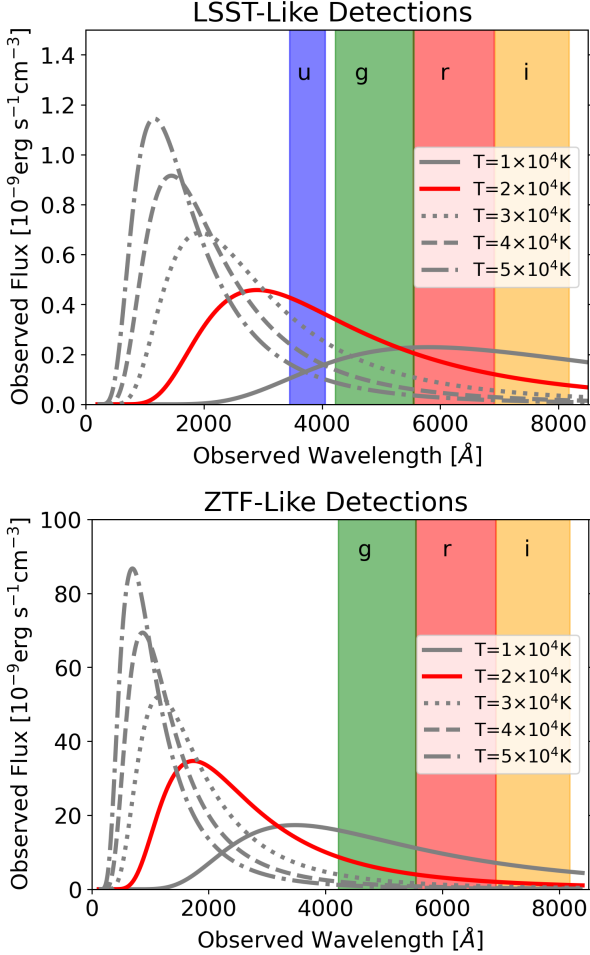 LSST-Like Detections
1.4
1.2
1.0
0.8
0.6
0.4
0.2
0.0
Observed Flux [10⁻⁹erg s⁻¹cm⁻³]
u g r i
T=1×10⁴K
T=2×10⁴K
T=3×10⁴K
T=4×10⁴K
T=5×10⁴K
0 2000 4000 6000 8000
Observed Wavelength [Å]
ZTF-Like Detections
100
80
60
40
20
0
Observed Flux [10⁻⁹erg s⁻¹cm⁻³]
g r i
T=1×10⁴K
T=2×10⁴K
T=3×10⁴K
T=4×10⁴K
T=5×10⁴K
0 2000 4000 6000 8000
Observed Wavelength [Å]